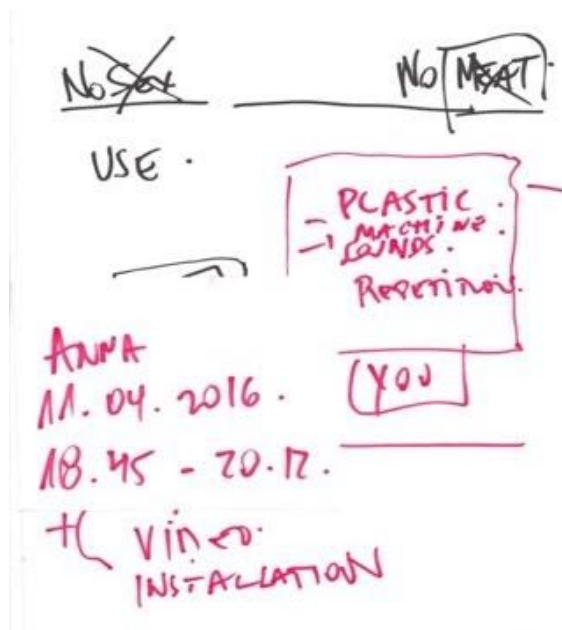 No Sex
No MEAT.
USE.
PLASTIC.
MACHINE.
SOUNDS.
REPETITION.
YOU
ANNA
11.04.2016.
18.45 - 20.12.
+ VIDEO.
INSTALLATION